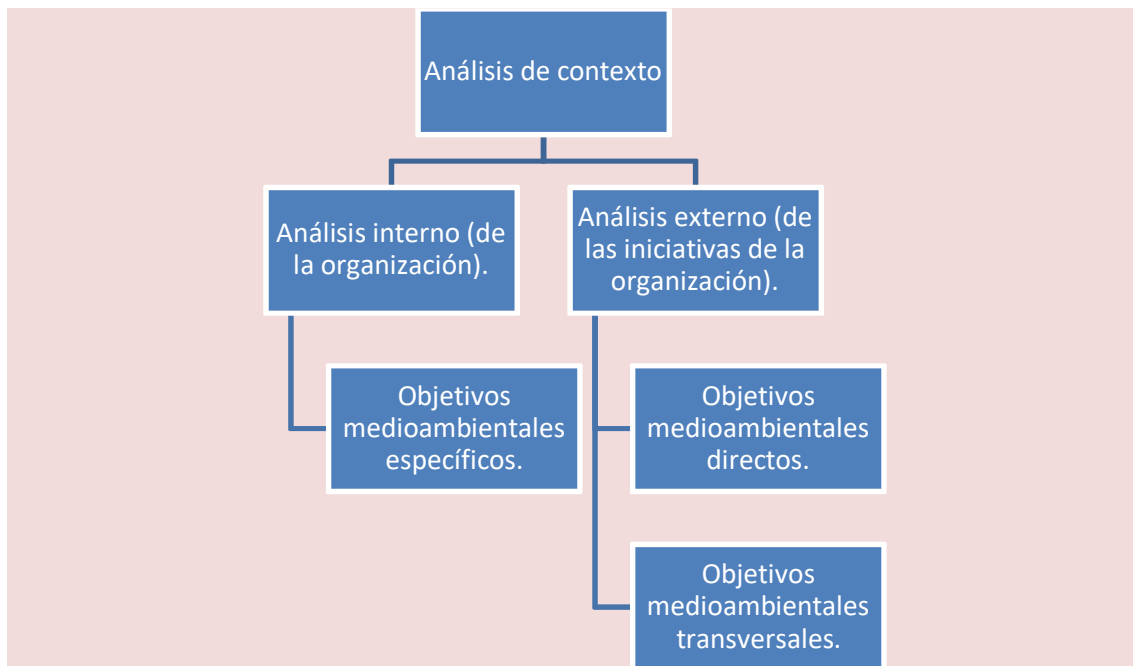 Análisis de contexto
Análisis interno (de
la organización).
Análisis externo (de
las iniciativas de la
organización).
Objetivos
medioambientales
específicos.
Objetivos
medioambientales
directos.
Objetivos
medioambientales
transversales.